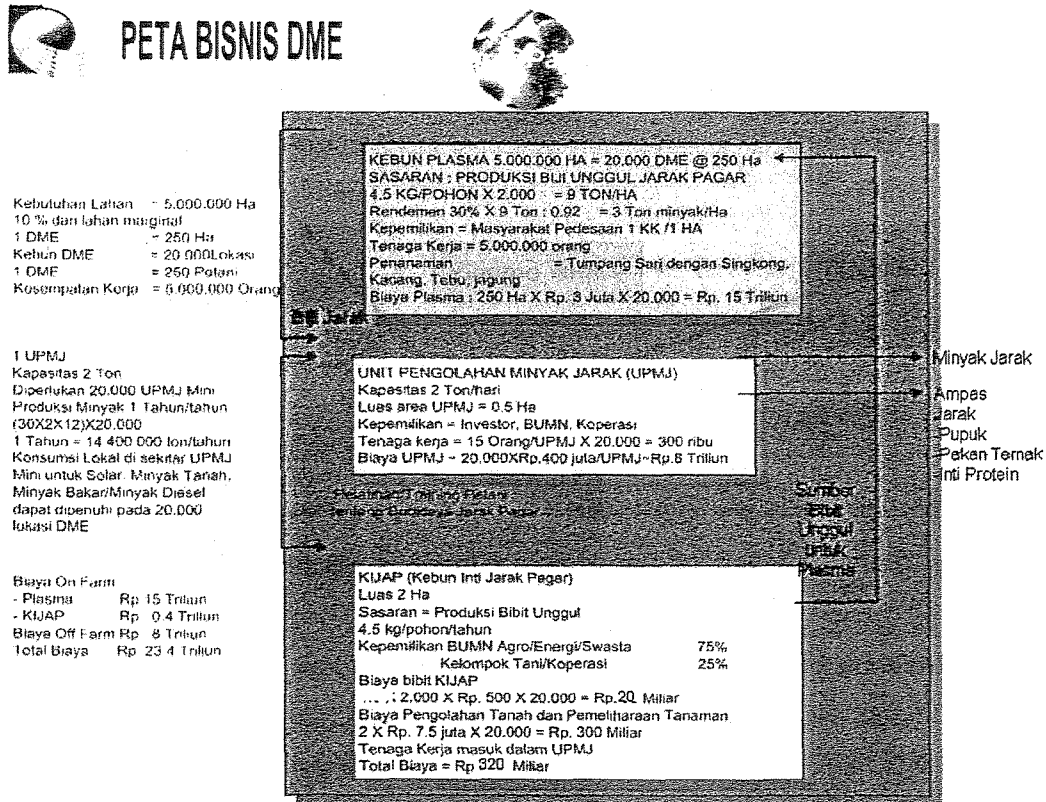 PETA BISNIS DME
Kebutuhan Lahan = 5.000.000 Ha
10 % dari lahan marginal
1 DME = 250 Ha
Kebun DME = 20 000Lokasi
1 DME = 250 Petani
Kesempatan Kerja = 5.000.000 Orang
1 UPMJ
Kapasitas 2 Ton
Diperlukan 20.000 UPMJ Mini
Produksi Minyak 1 Tahun/tahun
(30X2X12)X20.000
1 Tahun = 14 400 000 ton/tahun
Konsumsi Lokal di sekitar UPMJ
Mini untuk Solar, Minyak Tanah,
Minyak Bakar/Minyak Diesel
dapat dipenuhi pada 20.000
lokasi DME
Biaya On Farm
- Plasma Rp 15 Triliun
- KIJAP Rp 0.4 Triliun
Biaya Off Farm Rp 8 Triliun
Total Biaya Rp 23 4 Triliun
KEBUN PLASMA 5.000.000 HA = 20.000 DME @ 250 Ha
SASARAN : PRODUKSI BIJI UNGGUL JARAK PAGAR
4.5 KG/POHON X 2.000 = 9 TON/HA
Rendemen 30% X 9 Ton : 0.92 = 3 Ton minyak/Ha
Kepemilikan = Masyarakat Pedesaan 1 KK /1 HA
Tenaga Kerja = 5.000.000 orang
Penanaman = Tumpang Sari dengan Singkong,
Kacang, Tebu, jagung
Biaya Plasma : 250 Ha X Rp. 3 Juta X 20.000 = Rp. 15 Triliun
Biji Jarak
UNIT PENGOLAHAN MINYAK JARAK (UPMJ)
Kapasitas 2 Ton/hari
Luas area UPMJ = 0.5 Ha
Kepemilikan = Investor, BUMN, Koperasi
Tenaga kerja = 15 Orang/UPMJ X 20.000 = 300 ribu
Biaya UPMJ ~ 20.000XRp.400 juta/UPMJ~Rp.8 Triliun
Pelatihan/Training Petani
tentang Budidaya Jarak Pagar
Sumber
Bibit
Unggul
untuk
Plasma
KIJAP (Kebun Inti Jarak Pagar)
Luas 2 Ha
Sasaran = Produksi Bibit Unggul
4.5 kg/pohon/tahun
Kepemilikan BUMN Agro/Energi/Swasta 75%
Kelompok Tani/Koperasi 25%
Biaya bibit KIJAP
2.000 X Rp. 500 X 20.000 = Rp.20 Miliar
Biaya Pengolahan Tanah dan Pemeliharaan Tanaman
2 X Rp. 7.5 juta X 20.000 = Rp. 300 Miliar
Tenaga Kerja masuk dalam UPMJ
Total Biaya = Rp 320 Miliar
Minyak Jarak
Ampas
Jarak
Pupuk
Pakan Ternak
Inti Protein